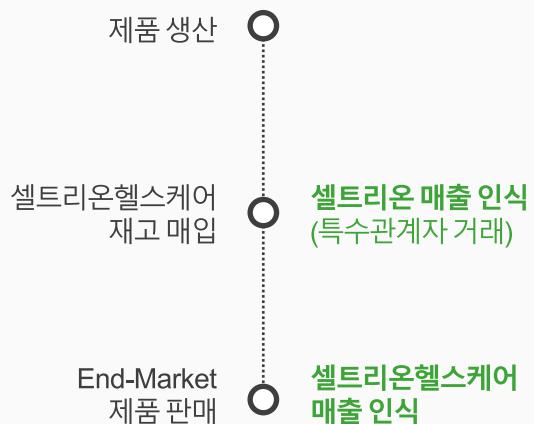 제품 생산
셀트리온헬스케어
재고 매입
셀트리온 매출 인식
(특수관계자 거래)
End-Market
제품 판매
셀트리온헬스케어
매출 인식